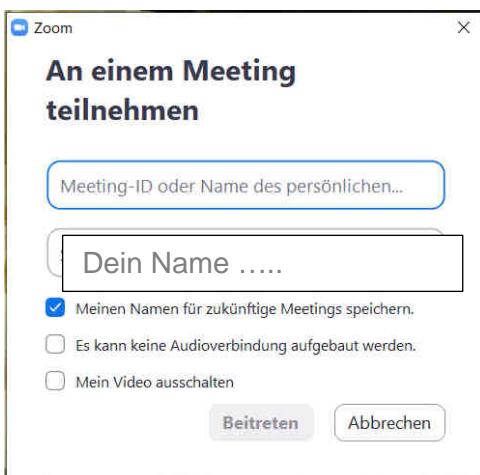 Zoom
An einem Meeting
teilnehmen
Meeting-ID oder Name des persönlichen...
Dein Name …..
Meinen Namen für zukünftige Meetings speichern.
Es kann keine Audioverbindung aufgebaut werden.
Mein Video ausschalten
Beitreten Abbrechen